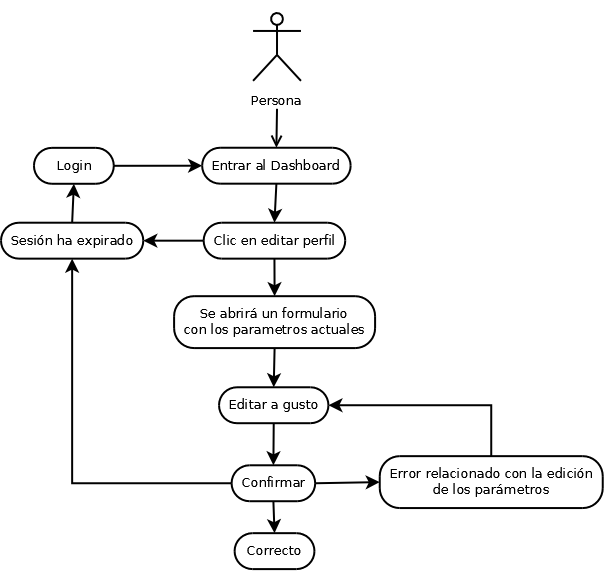 Persona
Login
Entrar al Dashboard
Sesión ha expirado
Clic en editar perfil
Se abrirá un formulario
con los parametros actuales
Editar a gusto
Confirmar
Error relacionado con la edición
de los parámetros
Correcto